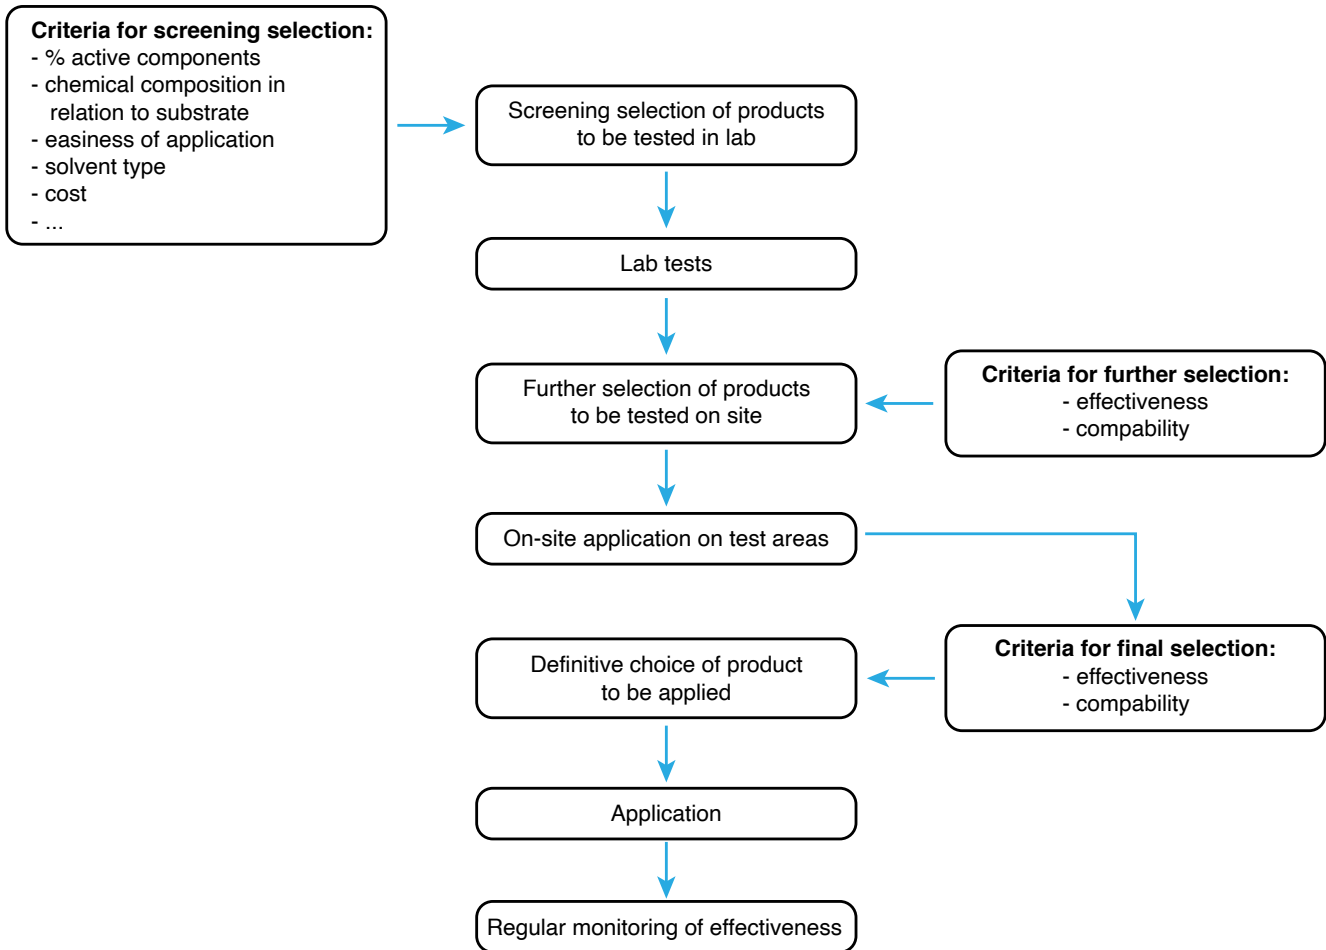 Criteria for screening selection:
- % active components
- chemical composition in
relation to substrate
- easiness of application
- solvent type
- cost
- ...
Screening selection of products
to be tested in lab
Lab tests
Further selection of products
to be tested on site
Criteria for further selection:
- effectiveness
- compability
On-site application on test areas
Criteria for final selection:
- effectiveness
- compability
Definitive choice of product
to be applied
Application
Regular monitoring of effectiveness